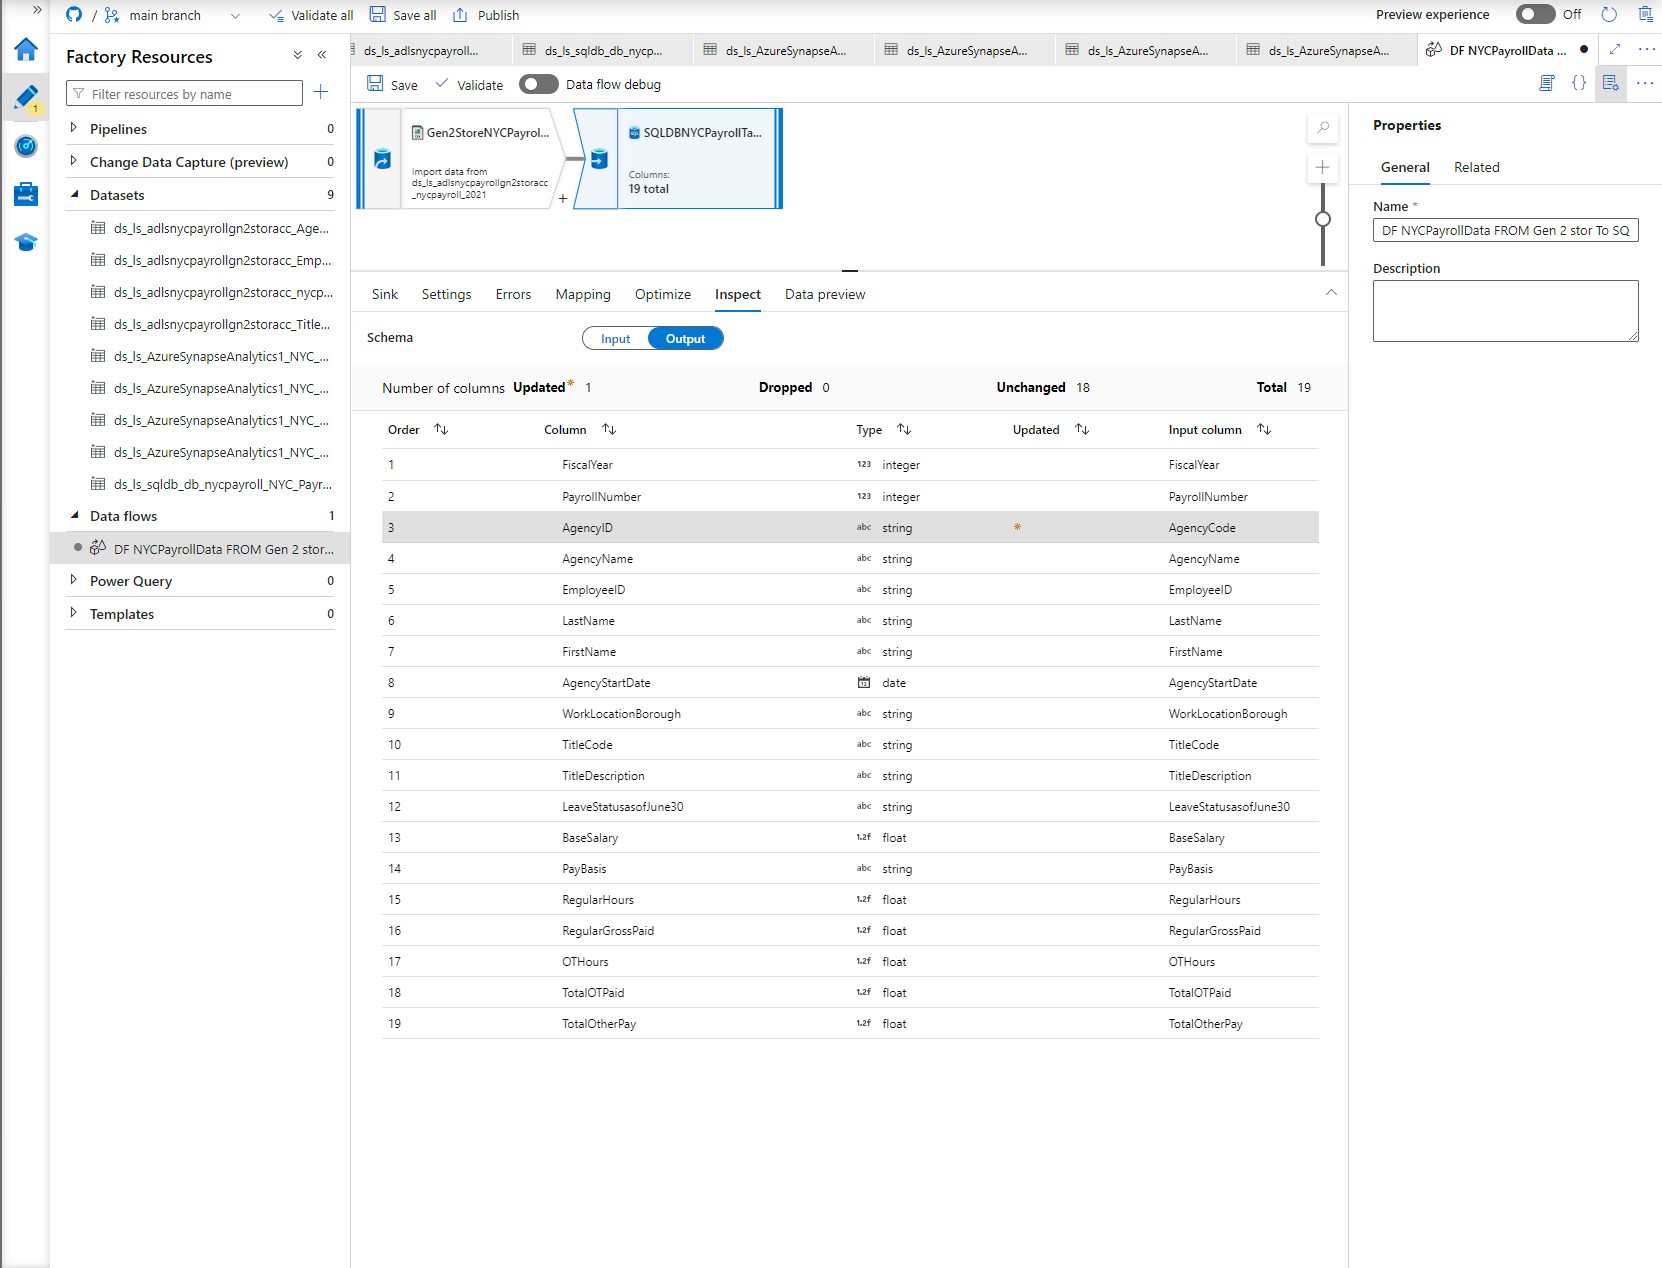 » / main branch Validate all Save all Publish Preview experience Off
Factory Resources
Filter resources by name
Pipelines 0
Change Data Capture (preview) 0
Datasets 9
ds_ls_adlsnycpayrollgn2storacc_Age...
ds_ls_adlsnycpayrollgn2storacc_Emp...
ds_ls_adlsnycpayrollgn2storacc_nycp...
ds_ls_adlsnycpayrollgn2storacc_Title...
ds_ls_AzureSynapseAnalytics1_NYC_...
ds_ls_AzureSynapseAnalytics1_NYC_...
ds_ls_AzureSynapseAnalytics1_NYC_...
ds_ls_AzureSynapseAnalytics1_NYC_...
ds_ls_sqldb_db_nycpayroll_NYC_Payr...
Data flows 1
DF NYCPayrollData FROM Gen 2 stor...
Power Query 0
Templates 0
1
ds_ls_adlsnycpayroll... ds_ls_sqldb_db_nycp... ds_ls_AzureSynapseA... ds_ls_AzureSynapseA... ds_ls_AzureSynapseA... ds_ls_AzureSynapseA... DF NYCPayrollData ...
Save Validate Data flow debug
Gen2StoreNYCPayrol...
Import data from
ds_ls_adlsnycpayrollgn2storacc
_nycpayroll_2021
+
SQLDBNYCPayrollTa...
Columns:
19 total
Sink Settings Errors Mapping Optimize Inspect Data preview
Schema Input Output
Number of columns Updated* 1 Dropped 0 Unchanged 18 Total 19
Order Column Type Updated Input column
1 FiscalYear 123 integer FiscalYear
2 PayrollNumber 123 integer PayrollNumber
3 AgencyID abc string * AgencyCode
4 AgencyName abc string AgencyName
5 EmployeeID abc string EmployeeID
6 LastName abc string LastName
7 FirstName abc string FirstName
8 AgencyStartDate date AgencyStartDate
9 WorkLocationBorough abc string WorkLocationBorough
10 TitleCode abc string TitleCode
11 TitleDescription abc string TitleDescription
12 LeaveStatusasofJune30 abc string LeaveStatusasofJune30
13 BaseSalary 1.2f float BaseSalary
14 PayBasis abc string PayBasis
15 RegularHours 1.2f float RegularHours
16 RegularGrossPaid 1.2f float RegularGrossPaid
17 OTHours 1.2f float OTHours
18 TotalOTPaid 1.2f float TotalOTPaid
19 TotalOtherPay 1.2f float TotalOtherPay
Properties
General Related
Name *
DF NYCPayrollData FROM Gen 2 stor To SQ
Description